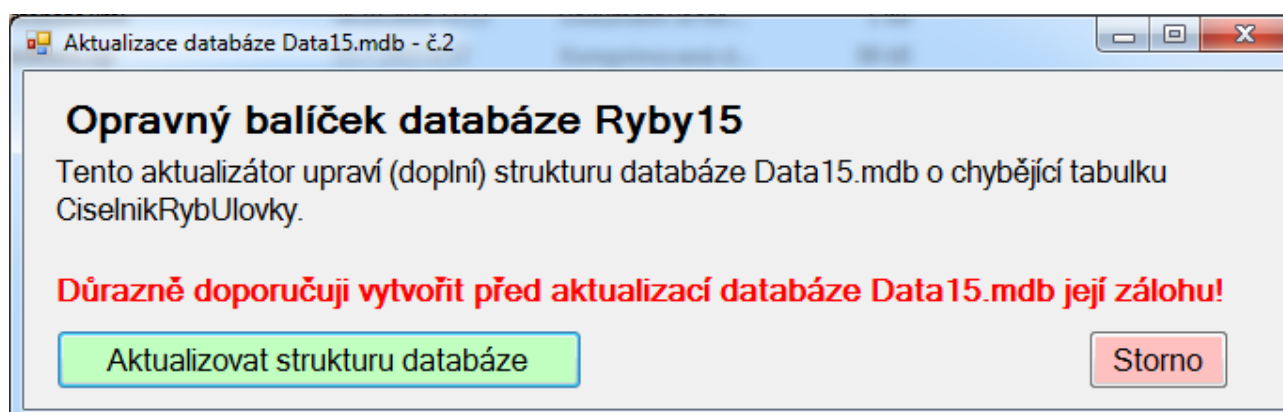 Aktualizace databáze Data15.mdb - č.2
Opravný balíček databáze Ryby15
Tento aktualizátor upraví (doplní) strukturu databáze Data15.mdb o chybějící tabulku
CiselnikRybUlovky.
Důrazně doporučuji vytvořit před aktualizací databáze Data15.mdb její zálohu!
Aktualizovat strukturu databáze
Storno